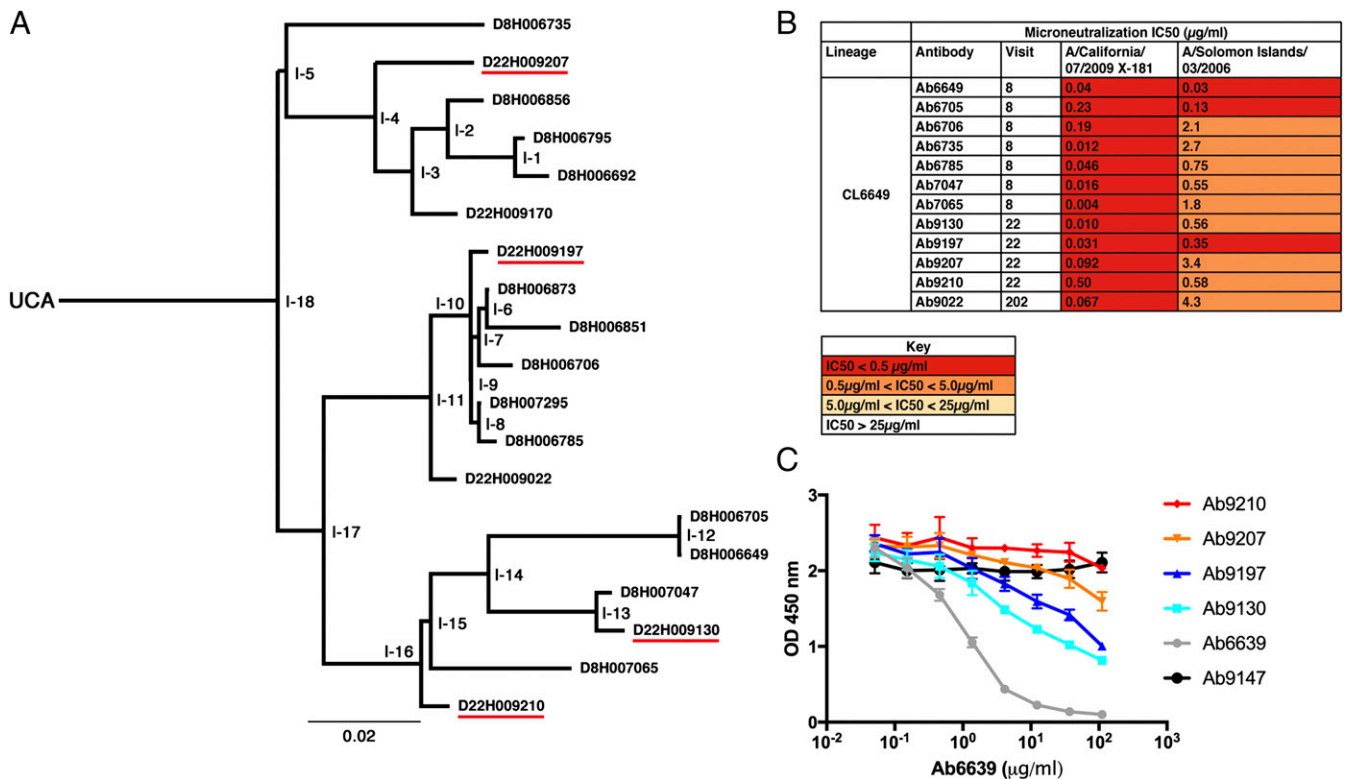 A
UCA
D8H006735
I-5
D22H009207
I-4
D8H006856
I-2
D8H006795
I-1
D8H006692
I-3
D22H009170
I-18
D22H009197
I-10
D8H006873
I-6
D8H006851
I-7
D8H006706
I-9
I-11
D8H007295
I-8
D8H006785
D22H009022
I-17
D8H006705
I-12
D8H006649
I-14
D8H007047
I-13
D22H009130
I-15
I-16
D8H007065
D22H009210
0.02
B
Microneutralization IC50 (µg/ml)
Lineage Antibody Visit A/California/07/2009 X-181 A/Solomon Islands/03/2006
CL6649
Ab6649 8 0.04 0.03
Ab6705 8 0.23 0.13
Ab6706 8 0.19 2.1
Ab6735 8 0.012 2.7
Ab6785 8 0.046 0.75
Ab7047 8 0.016 0.55
Ab7065 8 0.004 1.8
Ab9130 22 0.010 0.56
Ab9197 22 0.031 0.35
Ab9207 22 0.092 3.4
Ab9210 22 0.50 0.58
Ab9022 202 0.067 4.3
Key
IC50 < 0.5 µg/ml
0.5µg/ml < IC50 < 5.0µg/ml
5.0µg/ml < IC50 < 25µg/ml
IC50 > 25µg/ml
C
OD 450 nm
3
2
1
0
10⁻² 10⁻¹ 10⁰ 10¹ 10² 10³
Ab6639 (µg/ml)
Ab9210
Ab9207
Ab9197
Ab9130
Ab6639
Ab9147